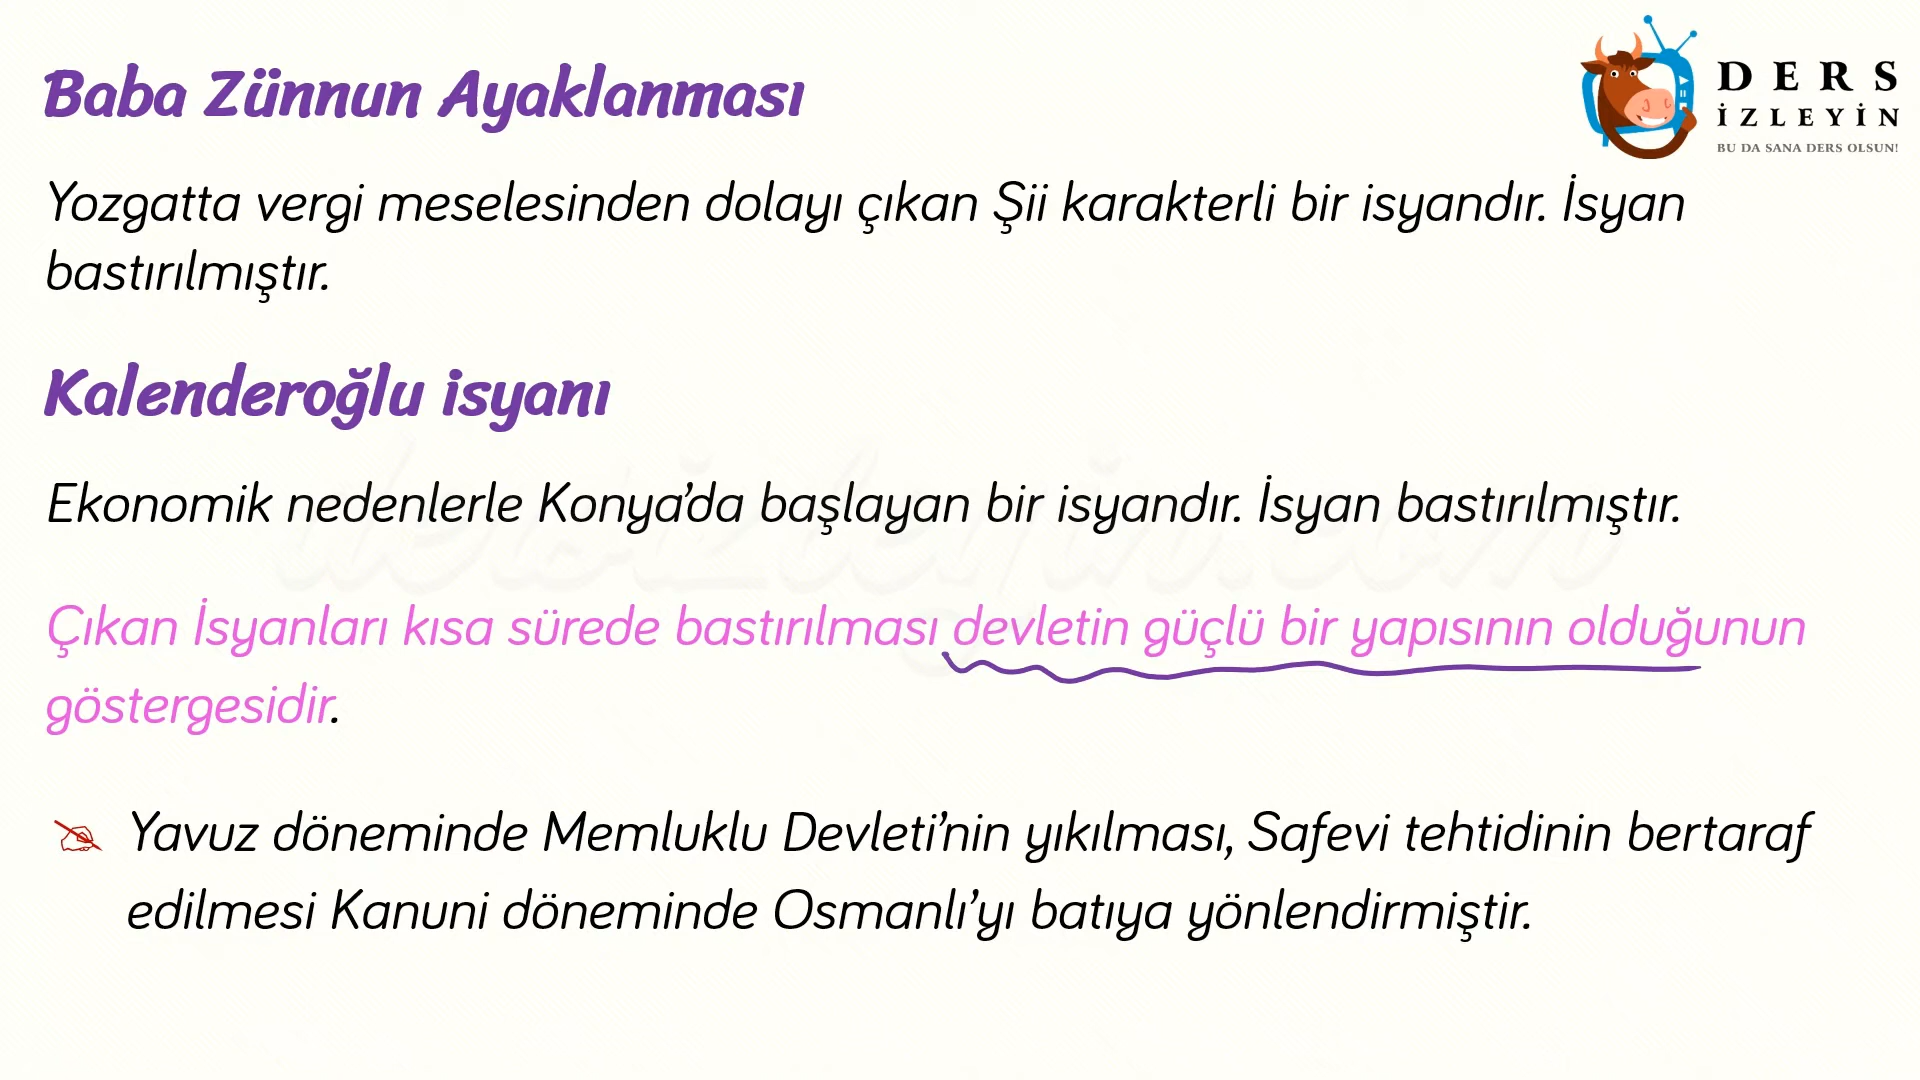 Baba Zünnun Ayaklanması
DERS
İZLEYİN
BU DA SANA DERS OLSUN!
Yozgatta vergi meselesinden dolayı çıkan Şii karakterli bir isyandır. İsyan
bastırılmıştır.
Kalenderoğlu isyanı
Ekonomik nedenlerle Konya’da başlayan bir isyandır. İsyan bastırılmıştır.
Çıkan İsyanları kısa sürede bastırılması devletin güçlü bir yapısının olduğunun
göstergesidir.
Yavuz döneminde Memluklu Devleti’nin yıkılması, Safevi tehtidinin bertaraf
edilmesi Kanuni döneminde Osmanlı’yı batıya yönlendirmiştir.
dersizleyin.com